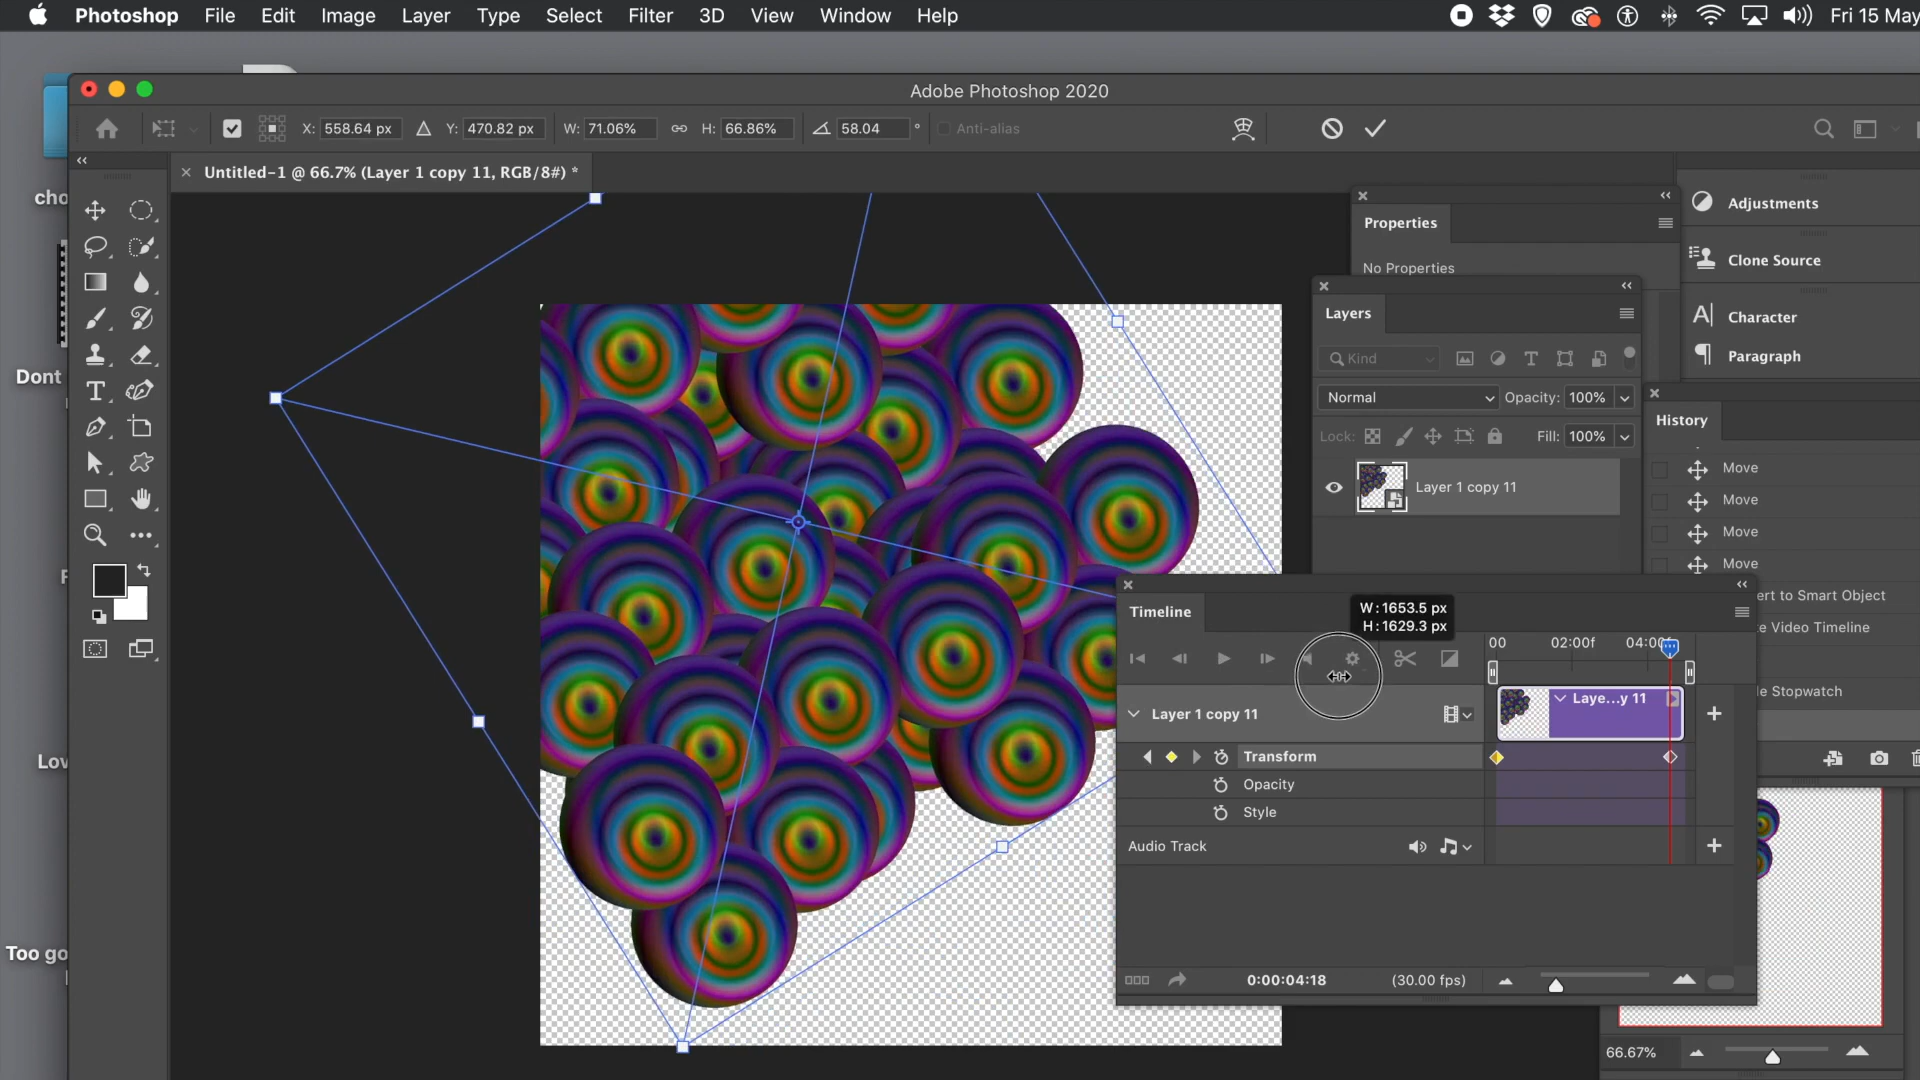 Photoshop File Edit Image Layer Type Select Filter 3D View Window Help Fri 15 May
Adobe Photoshop 2020
X: 558.64 px Y: 470.82 px W: 71.06% H: 66.86% 58.04 ° Anti-alias
Untitled-1 @ 66.7% (Layer 1 copy 11, RGB/8#) *
cho
Dont
F
Lov
Too go
T
Properties
No Properties
Layers
Kind
Normal Opacity: 100%
Lock: Fill: 100%
Layer 1 copy 11
Adjustments
Clone Source
Character
Paragraph
History
Move
Move
Move
Move
ert to Smart Object
e Video Timeline
le Stopwatch
Timeline
W: 1653.5 px
H: 1629.3 px
00 02:00f 04:00f
Layer 1 copy 11
Laye...y 11
Transform
Opacity
Style
Audio Track
0:00:04:18 (30.00 fps)
66.67%